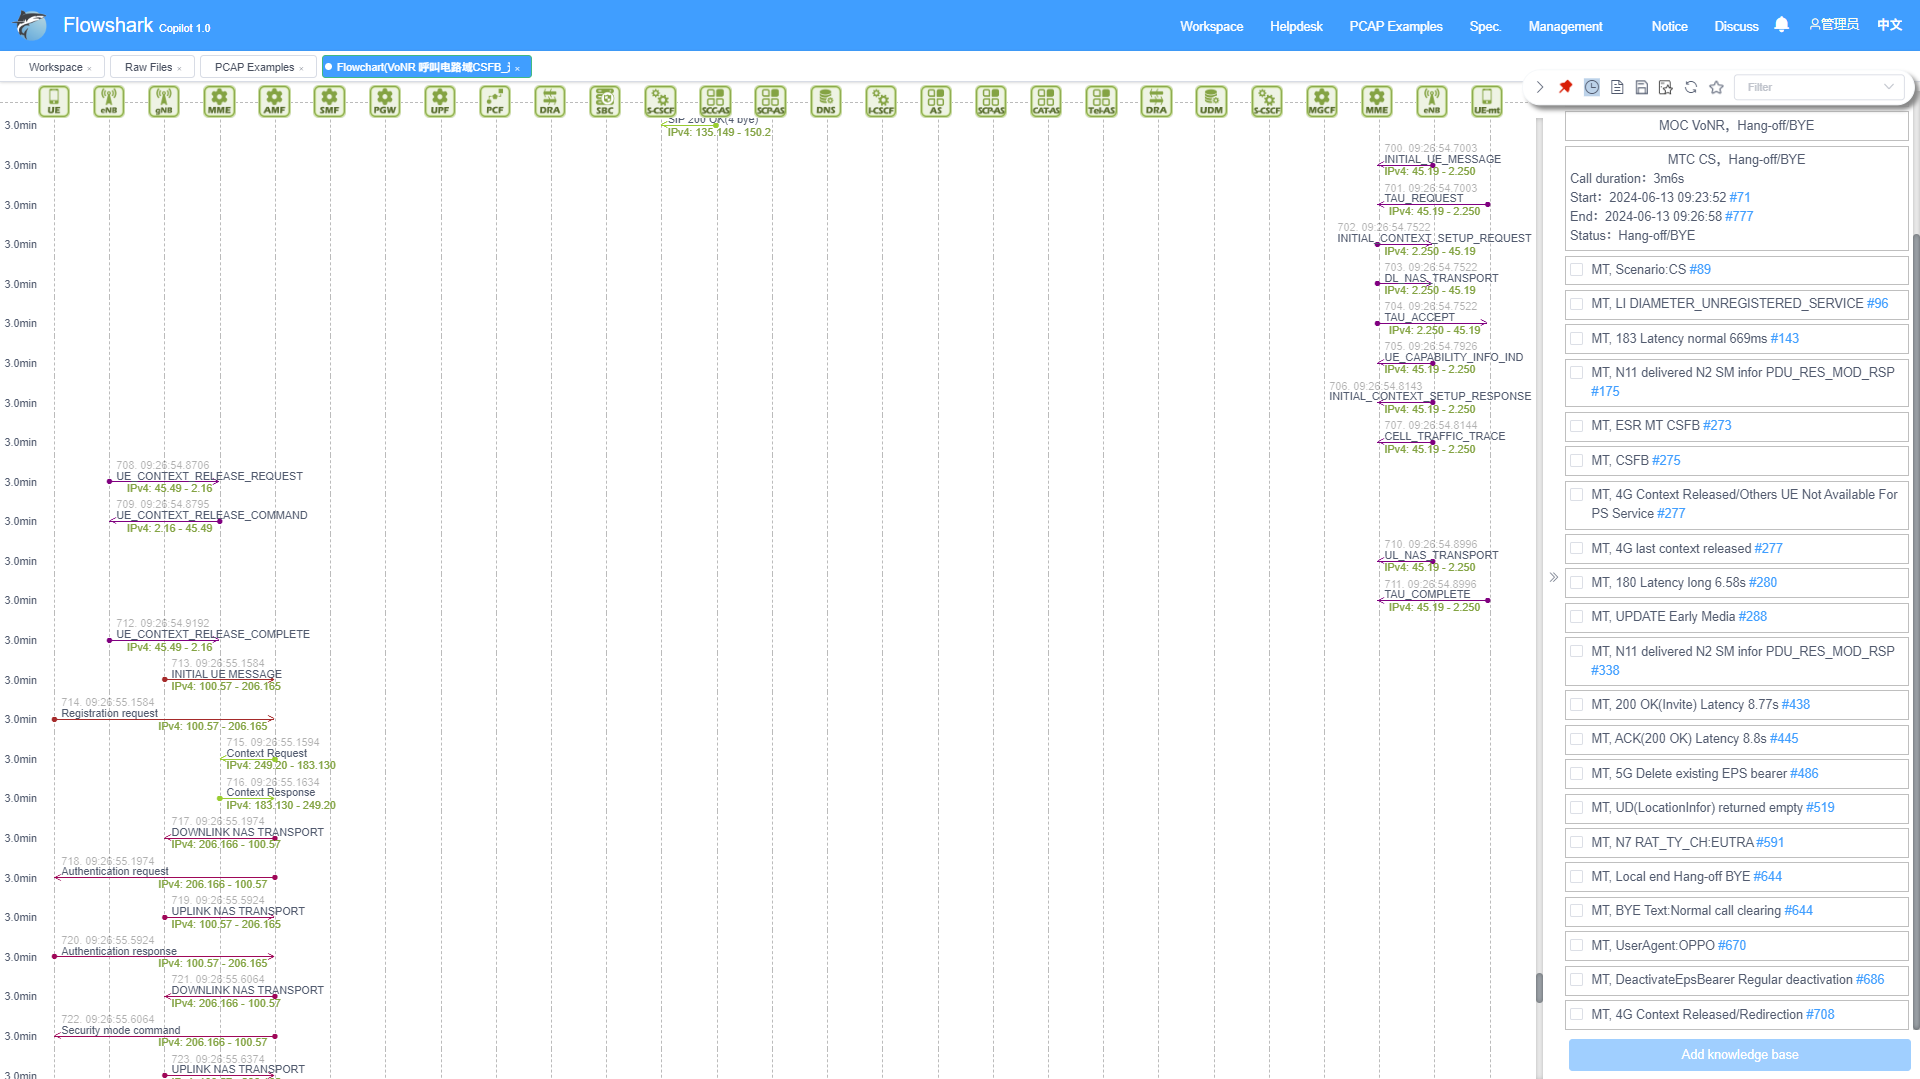 Flowshark Copilot 1.0
Workspace Helpdesk PCAP Examples Spec. Management Notice Discuss 管理员 中文
Workspace × Raw Files × PCAP Examples × Flowchart(VoNR 呼叫电路域CSFB_ ×
UE eNB gNB MME AMF SMF PGW UPF PCF DRA SBC S-CSCF SCC-AS SCP-AS DNS I-CSCF AS SCP-AS CAT-AS Tel-AS DRA UDM S-CSCF MGCF MME eNB UE-mt
Filter
3.0min
SIP 200 OK(4 bye)
IPv4: 135.149 - 150.2
3.0min
700. 09:26:54.7003
INITIAL_UE_MESSAGE
IPv4: 45.19 - 2.250
3.0min
701. 09:26:54.7003
TAU_REQUEST
IPv4: 45.19 - 2.250
3.0min
702. 09:26:54.7522
INITIAL_CONTEXT_SETUP_REQUEST
IPv4: 2.250 - 45.19
3.0min
703. 09:26:54.7522
DL_NAS_TRANSPORT
IPv4: 2.250 - 45.19
3.0min
704. 09:26:54.7522
TAU_ACCEPT
IPv4: 2.250 - 45.19
3.0min
705. 09:26:54.7926
UE_CAPABILITY_INFO_IND
IPv4: 45.19 - 2.250
3.0min
706. 09:26:54.8143
INITIAL_CONTEXT_SETUP_RESPONSE
IPv4: 45.19 - 2.250
3.0min
707. 09:26:54.8144
CELL_TRAFFIC_TRACE
IPv4: 45.19 - 2.250
3.0min
708. 09:26:54.8706
UE_CONTEXT_RELEASE_REQUEST
IPv4: 45.49 - 2.16
3.0min
709. 09:26:54.8795
UE_CONTEXT_RELEASE_COMMAND
IPv4: 2.16 - 45.49
3.0min
710. 09:26:54.8996
UL_NAS_TRANSPORT
IPv4: 45.19 - 2.250
3.0min
711. 09:26:54.8996
TAU_COMPLETE
IPv4: 45.19 - 2.250
3.0min
712. 09:26:54.9192
UE_CONTEXT_RELEASE_COMPLETE
IPv4: 45.49 - 2.16
3.0min
713. 09:26:55.1584
INITIAL UE MESSAGE
IPv4: 100.57 - 206.165
3.0min
714. 09:26:55.1584
Registration request
IPv4: 100.57 - 206.165
3.0min
715. 09:26:55.1594
Context Request
IPv4: 249.20 - 183.130
3.0min
716. 09:26:55.1634
Context Response
IPv4: 183.130 - 249.20
3.0min
717. 09:26:55.1974
DOWNLINK NAS TRANSPORT
IPv4: 206.166 - 100.57
3.0min
718. 09:26:55.1974
Authentication request
IPv4: 206.166 - 100.57
3.0min
719. 09:26:55.5924
UPLINK NAS TRANSPORT
IPv4: 100.57 - 206.165
3.0min
720. 09:26:55.5924
Authentication response
IPv4: 100.57 - 206.165
3.0min
721. 09:26:55.6064
DOWNLINK NAS TRANSPORT
IPv4: 206.166 - 100.57
3.0min
722. 09:26:55.6064
Security mode command
IPv4: 206.166 - 100.57
3.0min
723. 09:26:55.6374
UPLINK NAS TRANSPORT
MOC VoNR，Hang-off/BYE
MTC CS，Hang-off/BYE
Call duration：3m6s
Start：2024-06-13 09:23:52 #71
End：2024-06-13 09:26:58 #777
Status：Hang-off/BYE
MT, Scenario:CS #89
MT, LI DIAMETER_UNREGISTERED_SERVICE #96
MT, 183 Latency normal 669ms #143
MT, N11 delivered N2 SM infor PDU_RES_MOD_RSP
#175
MT, ESR MT CSFB #273
MT, CSFB #275
MT, 4G Context Released/Others UE Not Available For
PS Service #277
MT, 4G last context released #277
MT, 180 Latency long 6.58s #280
MT, UPDATE Early Media #288
MT, N11 delivered N2 SM infor PDU_RES_MOD_RSP
#338
MT, 200 OK(Invite) Latency 8.77s #438
MT, ACK(200 OK) Latency 8.8s #445
MT, 5G Delete existing EPS bearer #486
MT, UD(LocationInfor) returned empty #519
MT, N7 RAT_TY_CH:EUTRA #591
MT, Local end Hang-off BYE #644
MT, BYE Text:Normal call clearing #644
MT, UserAgent:OPPO #670
MT, DeactivateEpsBearer Regular deactivation #686
MT, 4G Context Released/Redirection #708
Add knowledge base